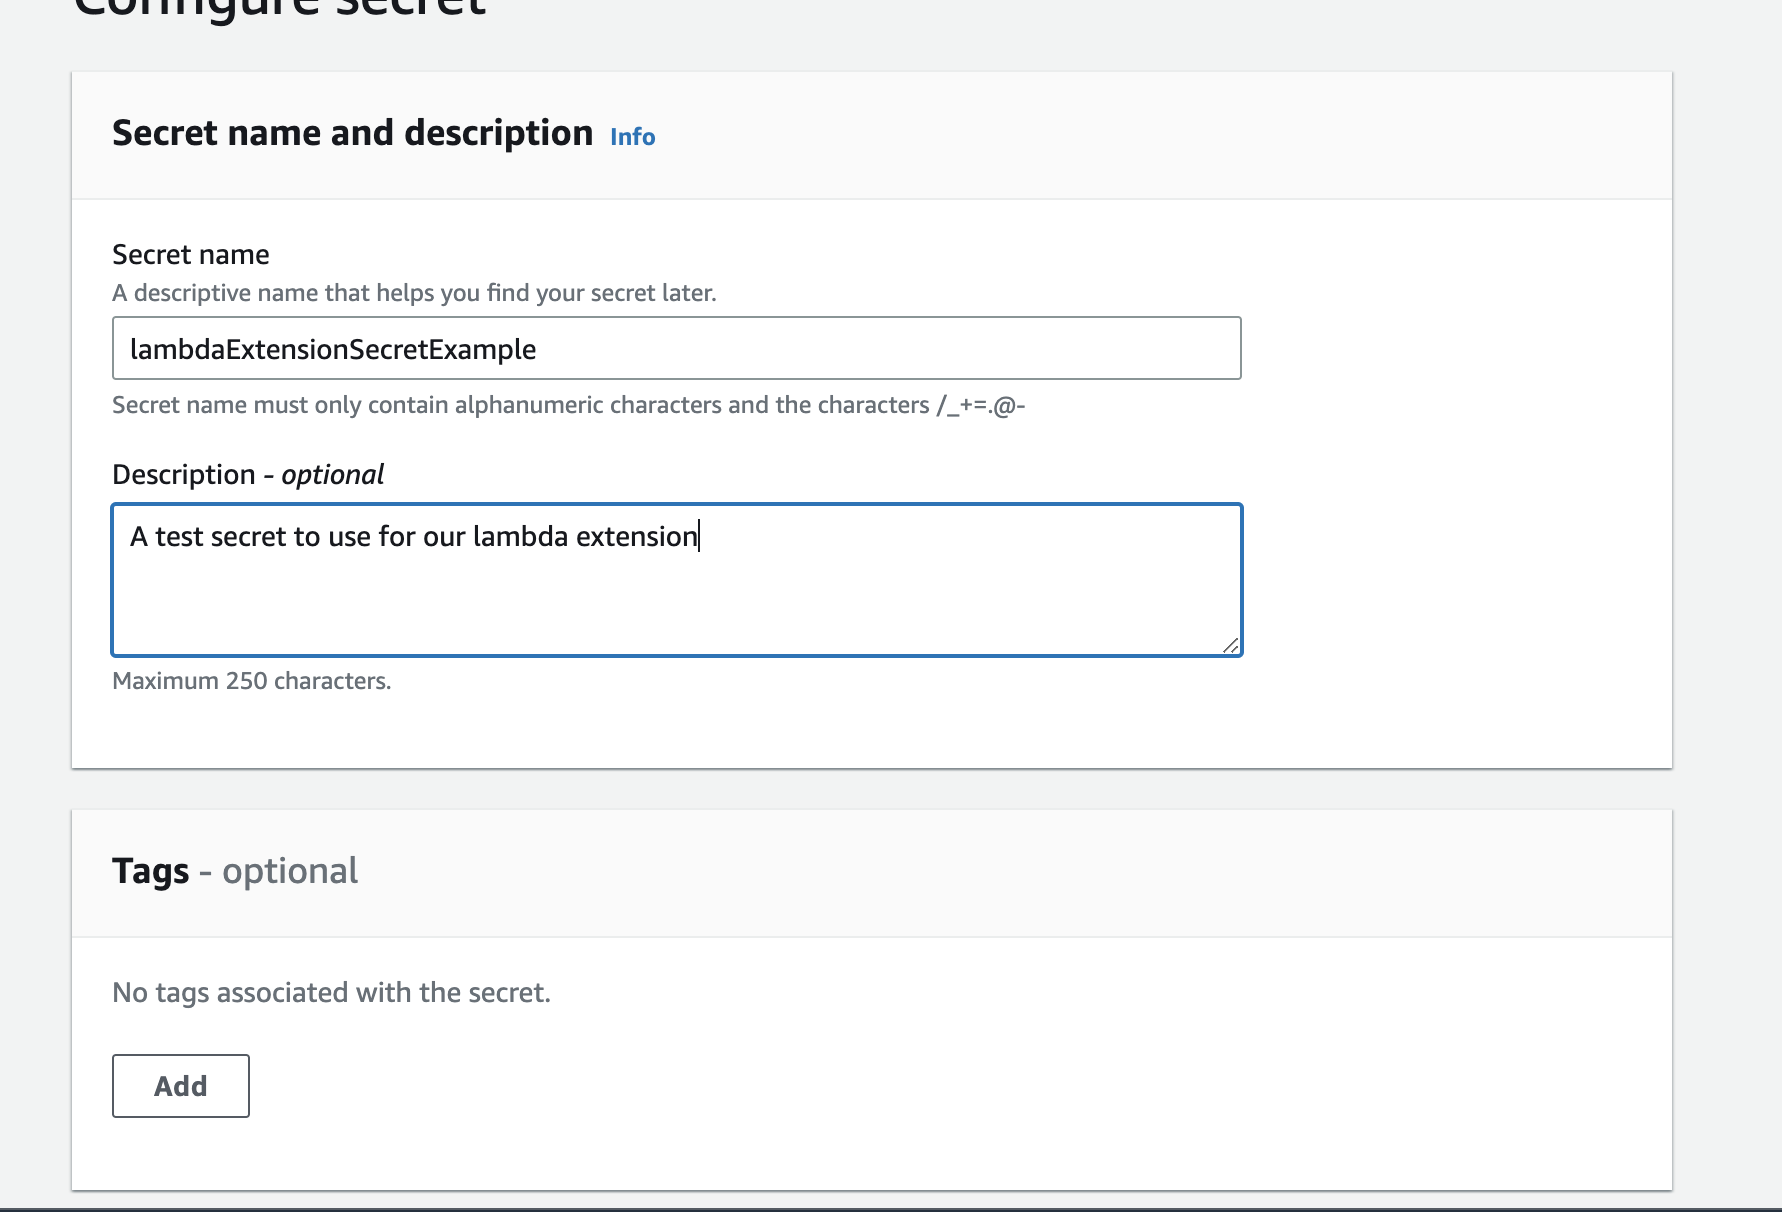 Configure secret
Secret name and description Info
Secret name
A descriptive name that helps you find your secret later.
lambdaExtensionSecretExample
Secret name must only contain alphanumeric characters and the characters /_+=.@-
Description - optional
A test secret to use for our lambda extension
Maximum 250 characters.
Tags - optional
No tags associated with the secret.
Add